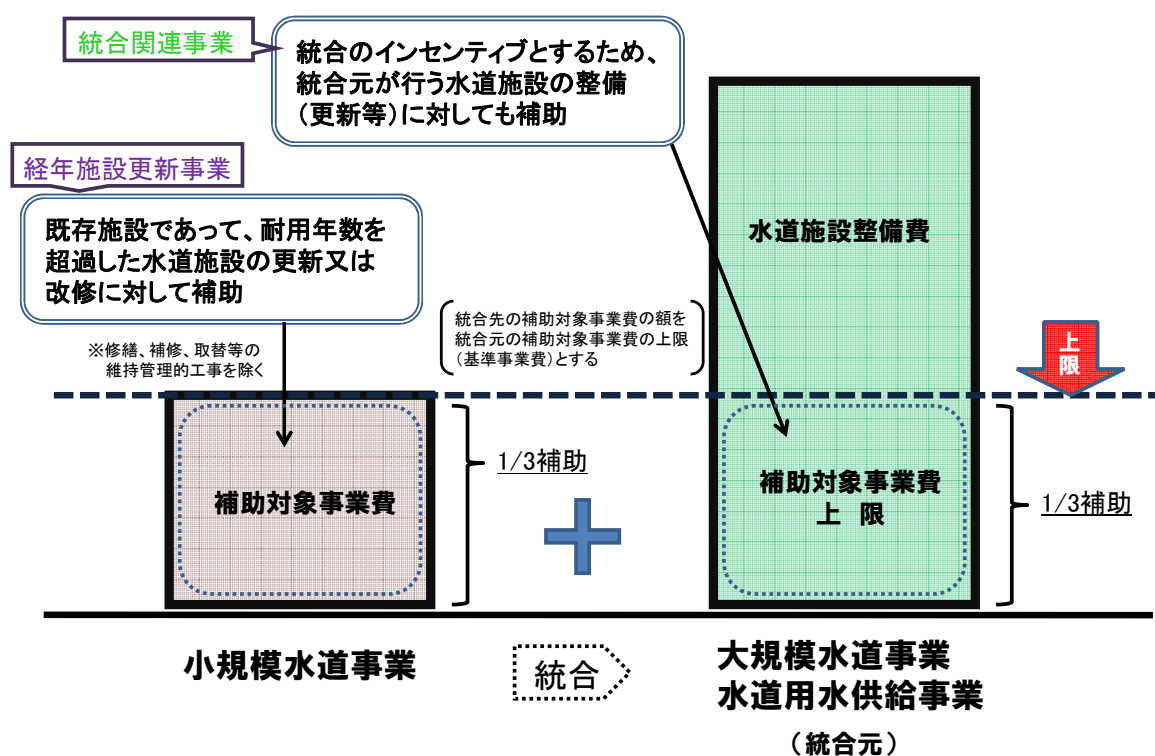 統合関連事業
統合のインセンティブとするため、
統合元が行う水道施設の整備
（更新等）に対しても補助
経年施設更新事業
既存施設であって、耐用年数を
超過した水道施設の更新又は
改修に対して補助
※修繕、補修、取替等の
維持管理的工事を除く
統合先の補助対象事業費の額を
統合元の補助対象事業費の上限
（基準事業費）とする
水道施設整備費
上
限
補助対象事業費
1/3補助
補助対象事業費
上 限
1/3補助
小規模水道事業
統合
大規模水道事業
水道用水供給事業
（統合元）